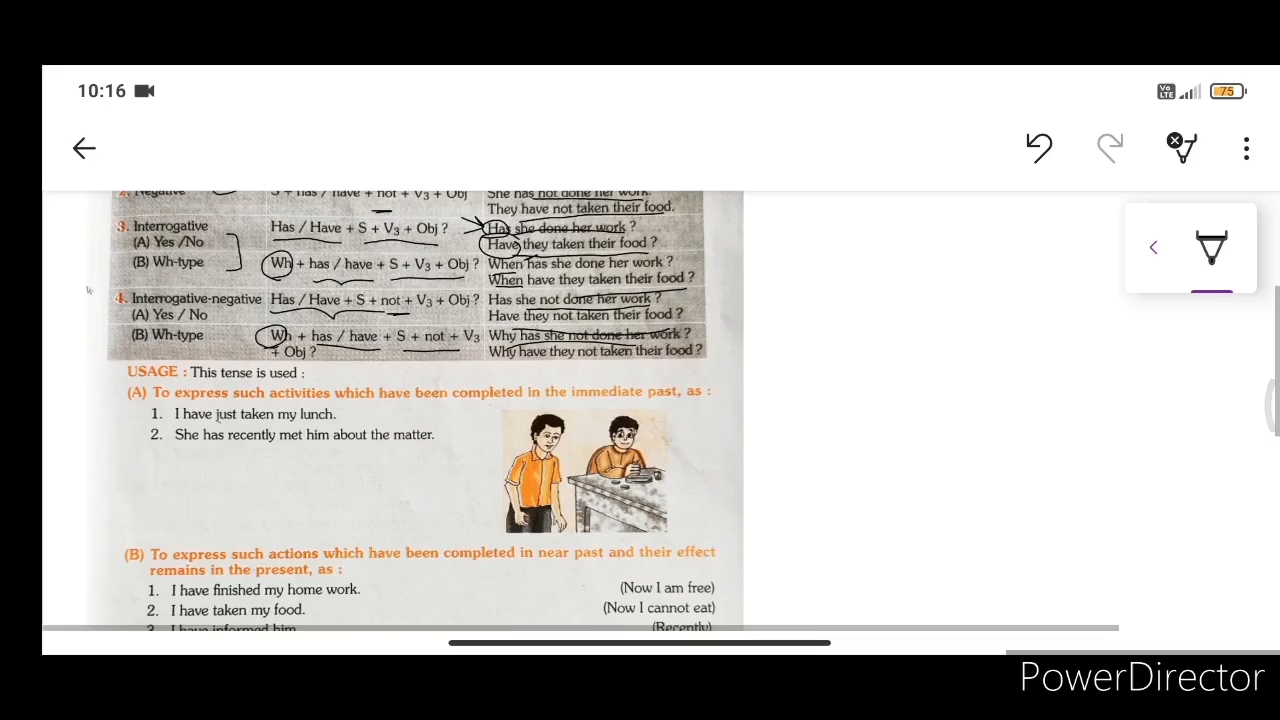 10:16
Vo LTE
75
2. Negative S + has / have + not + V3 + Obj She has not done her work.
They have not taken their food.
3. Interrogative Has / Have + S + V3 + Obj ? Has she done her work ?
(A) Yes /No Have they taken their food ?
(B) Wh-type Wh + has / have + S + V3 + Obj ? When has she done her work ?
When have they taken their food ?
4. Interrogative-negative Has / Have + S + not + V3 + Obj ? Has she not done her work ?
(A) Yes / No Have they not taken their food ?
(B) Wh-type Wh + has / have + S + not + V3 Why has she not done her work ?
+ Obj ? Why have they not taken their food ?
USAGE : This tense is used :
(A) To express such activities which have been completed in the immediate past, as :
1. I have just taken my lunch.
2. She has recently met him about the matter.
(B) To express such actions which have been completed in near past and their effect
remains in the present, as :
1. I have finished my home work. (Now I am free)
2. I have taken my food. (Now I cannot eat)
3. I have informed him (Recently)
PowerDirector